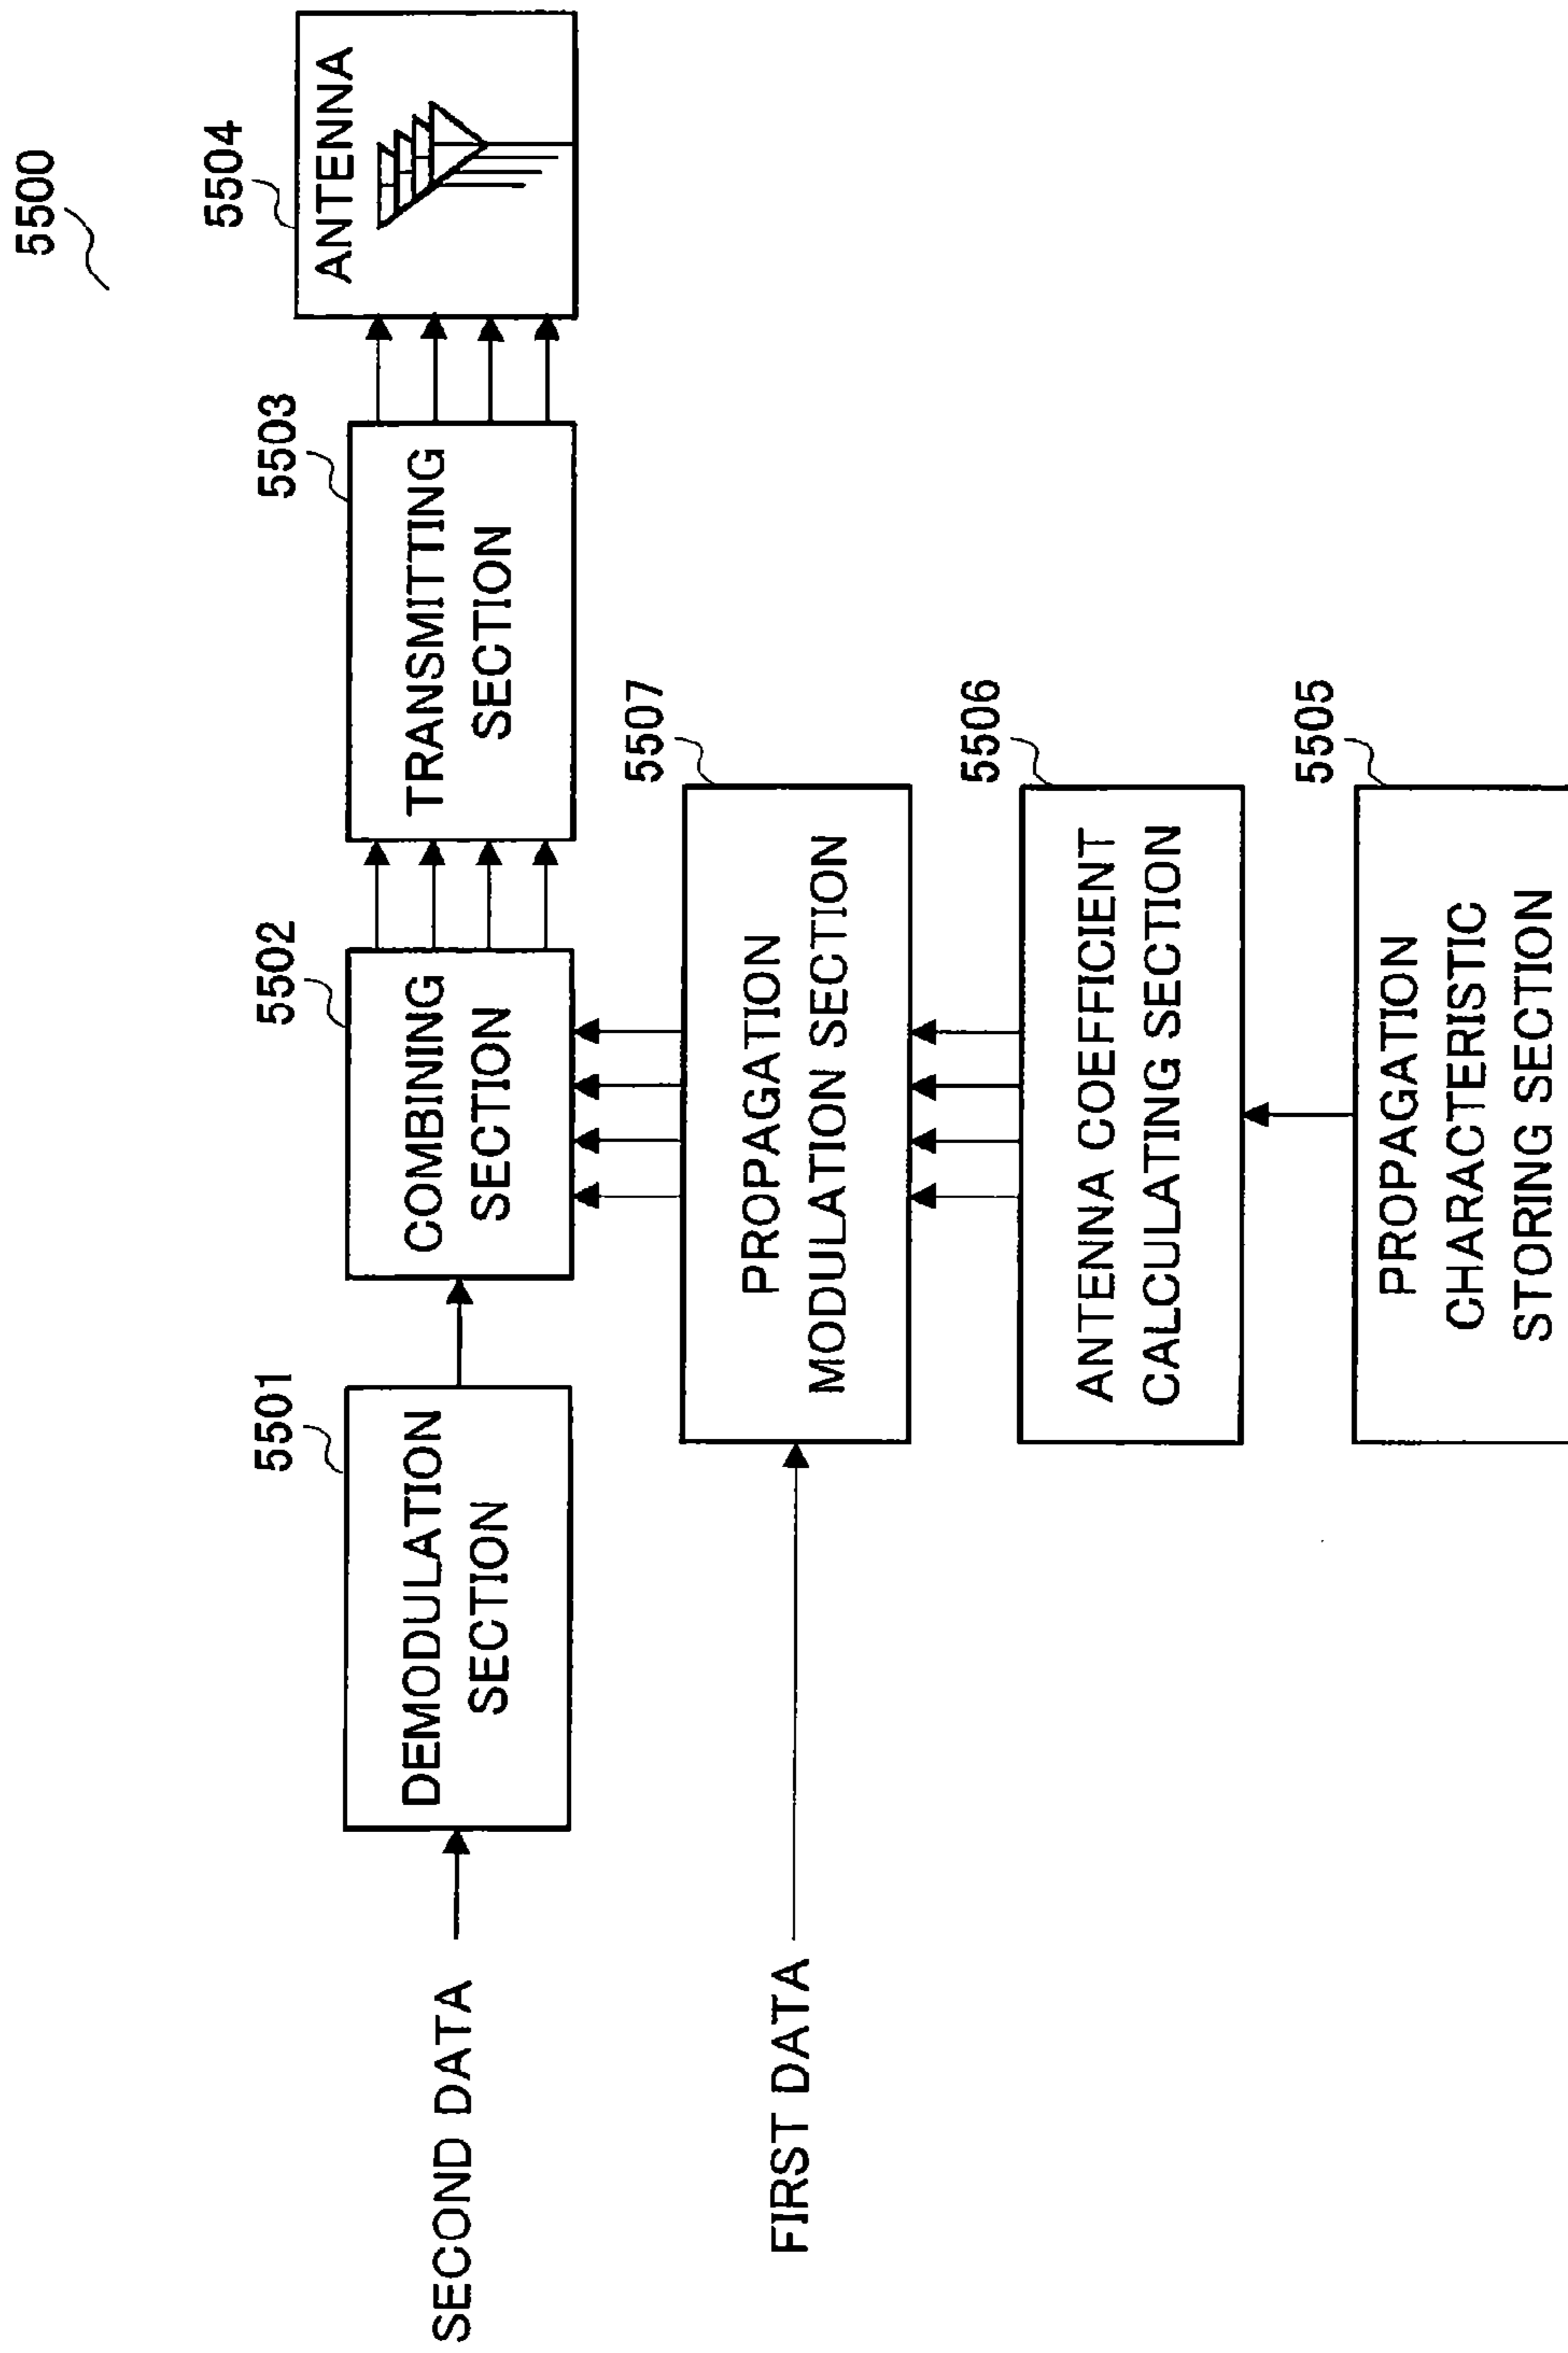 5500
5504
ANTENNA
5503
TRANSMITTING
SECTION
5502
COMBINING
SECTION
5501
DEMODULATION
SECTION
SECOND DATA
5507
PROPAGATION
MODULATION SECTION
FIRST DATA
5506
ANTENNA COEFFICIENT
CALCULATING SECTION
5505
PROPAGATION
CHARACTERISTIC
STORING SECTION